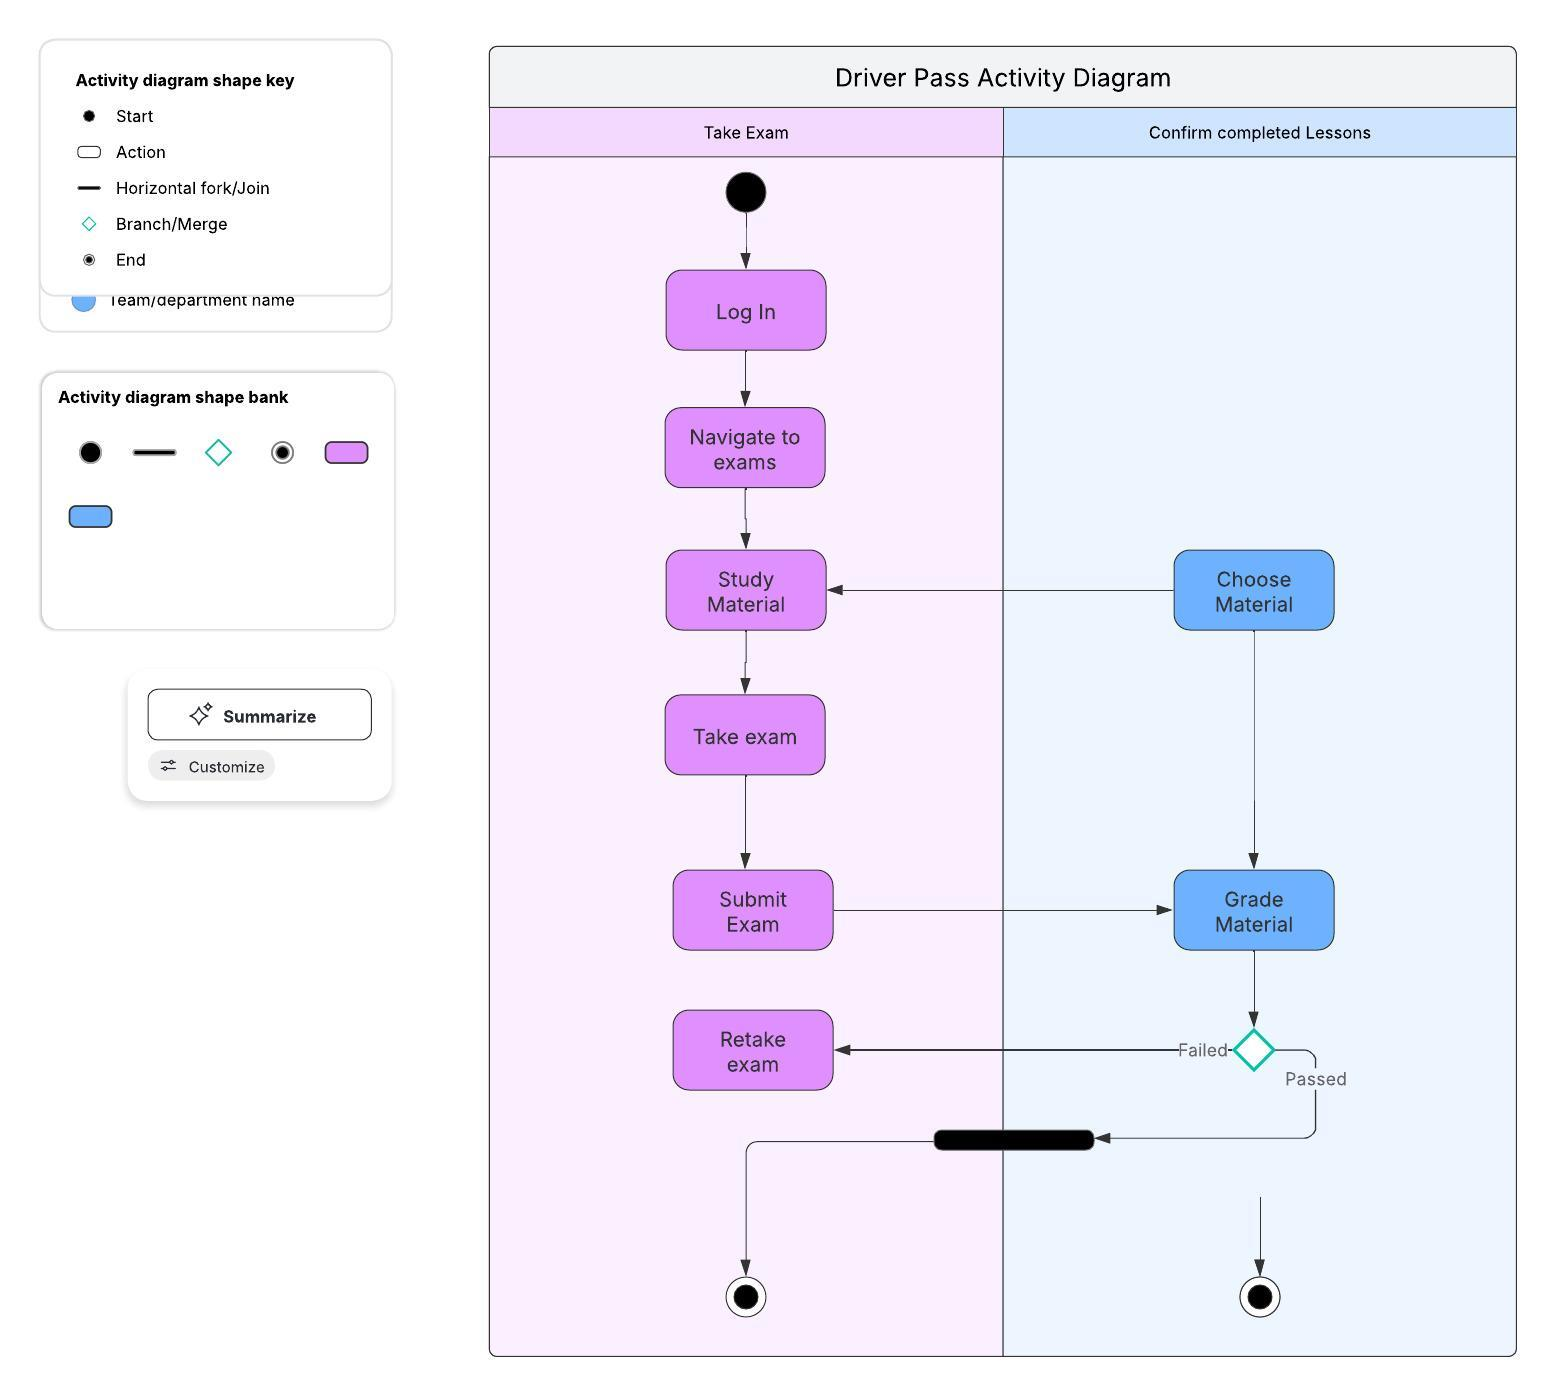 Activity diagram shape key
Start
Action
Horizontal fork/Join
Branch/Merge
End
Team/department name
Activity diagram shape bank
Summarize
Customize
Driver Pass Activity Diagram
Take Exam
Confirm completed Lessons
Log In
Navigate to
exams
Study
Material
Choose
Material
Take exam
Submit
Exam
Grade
Material
Retake
exam
Failed
Passed